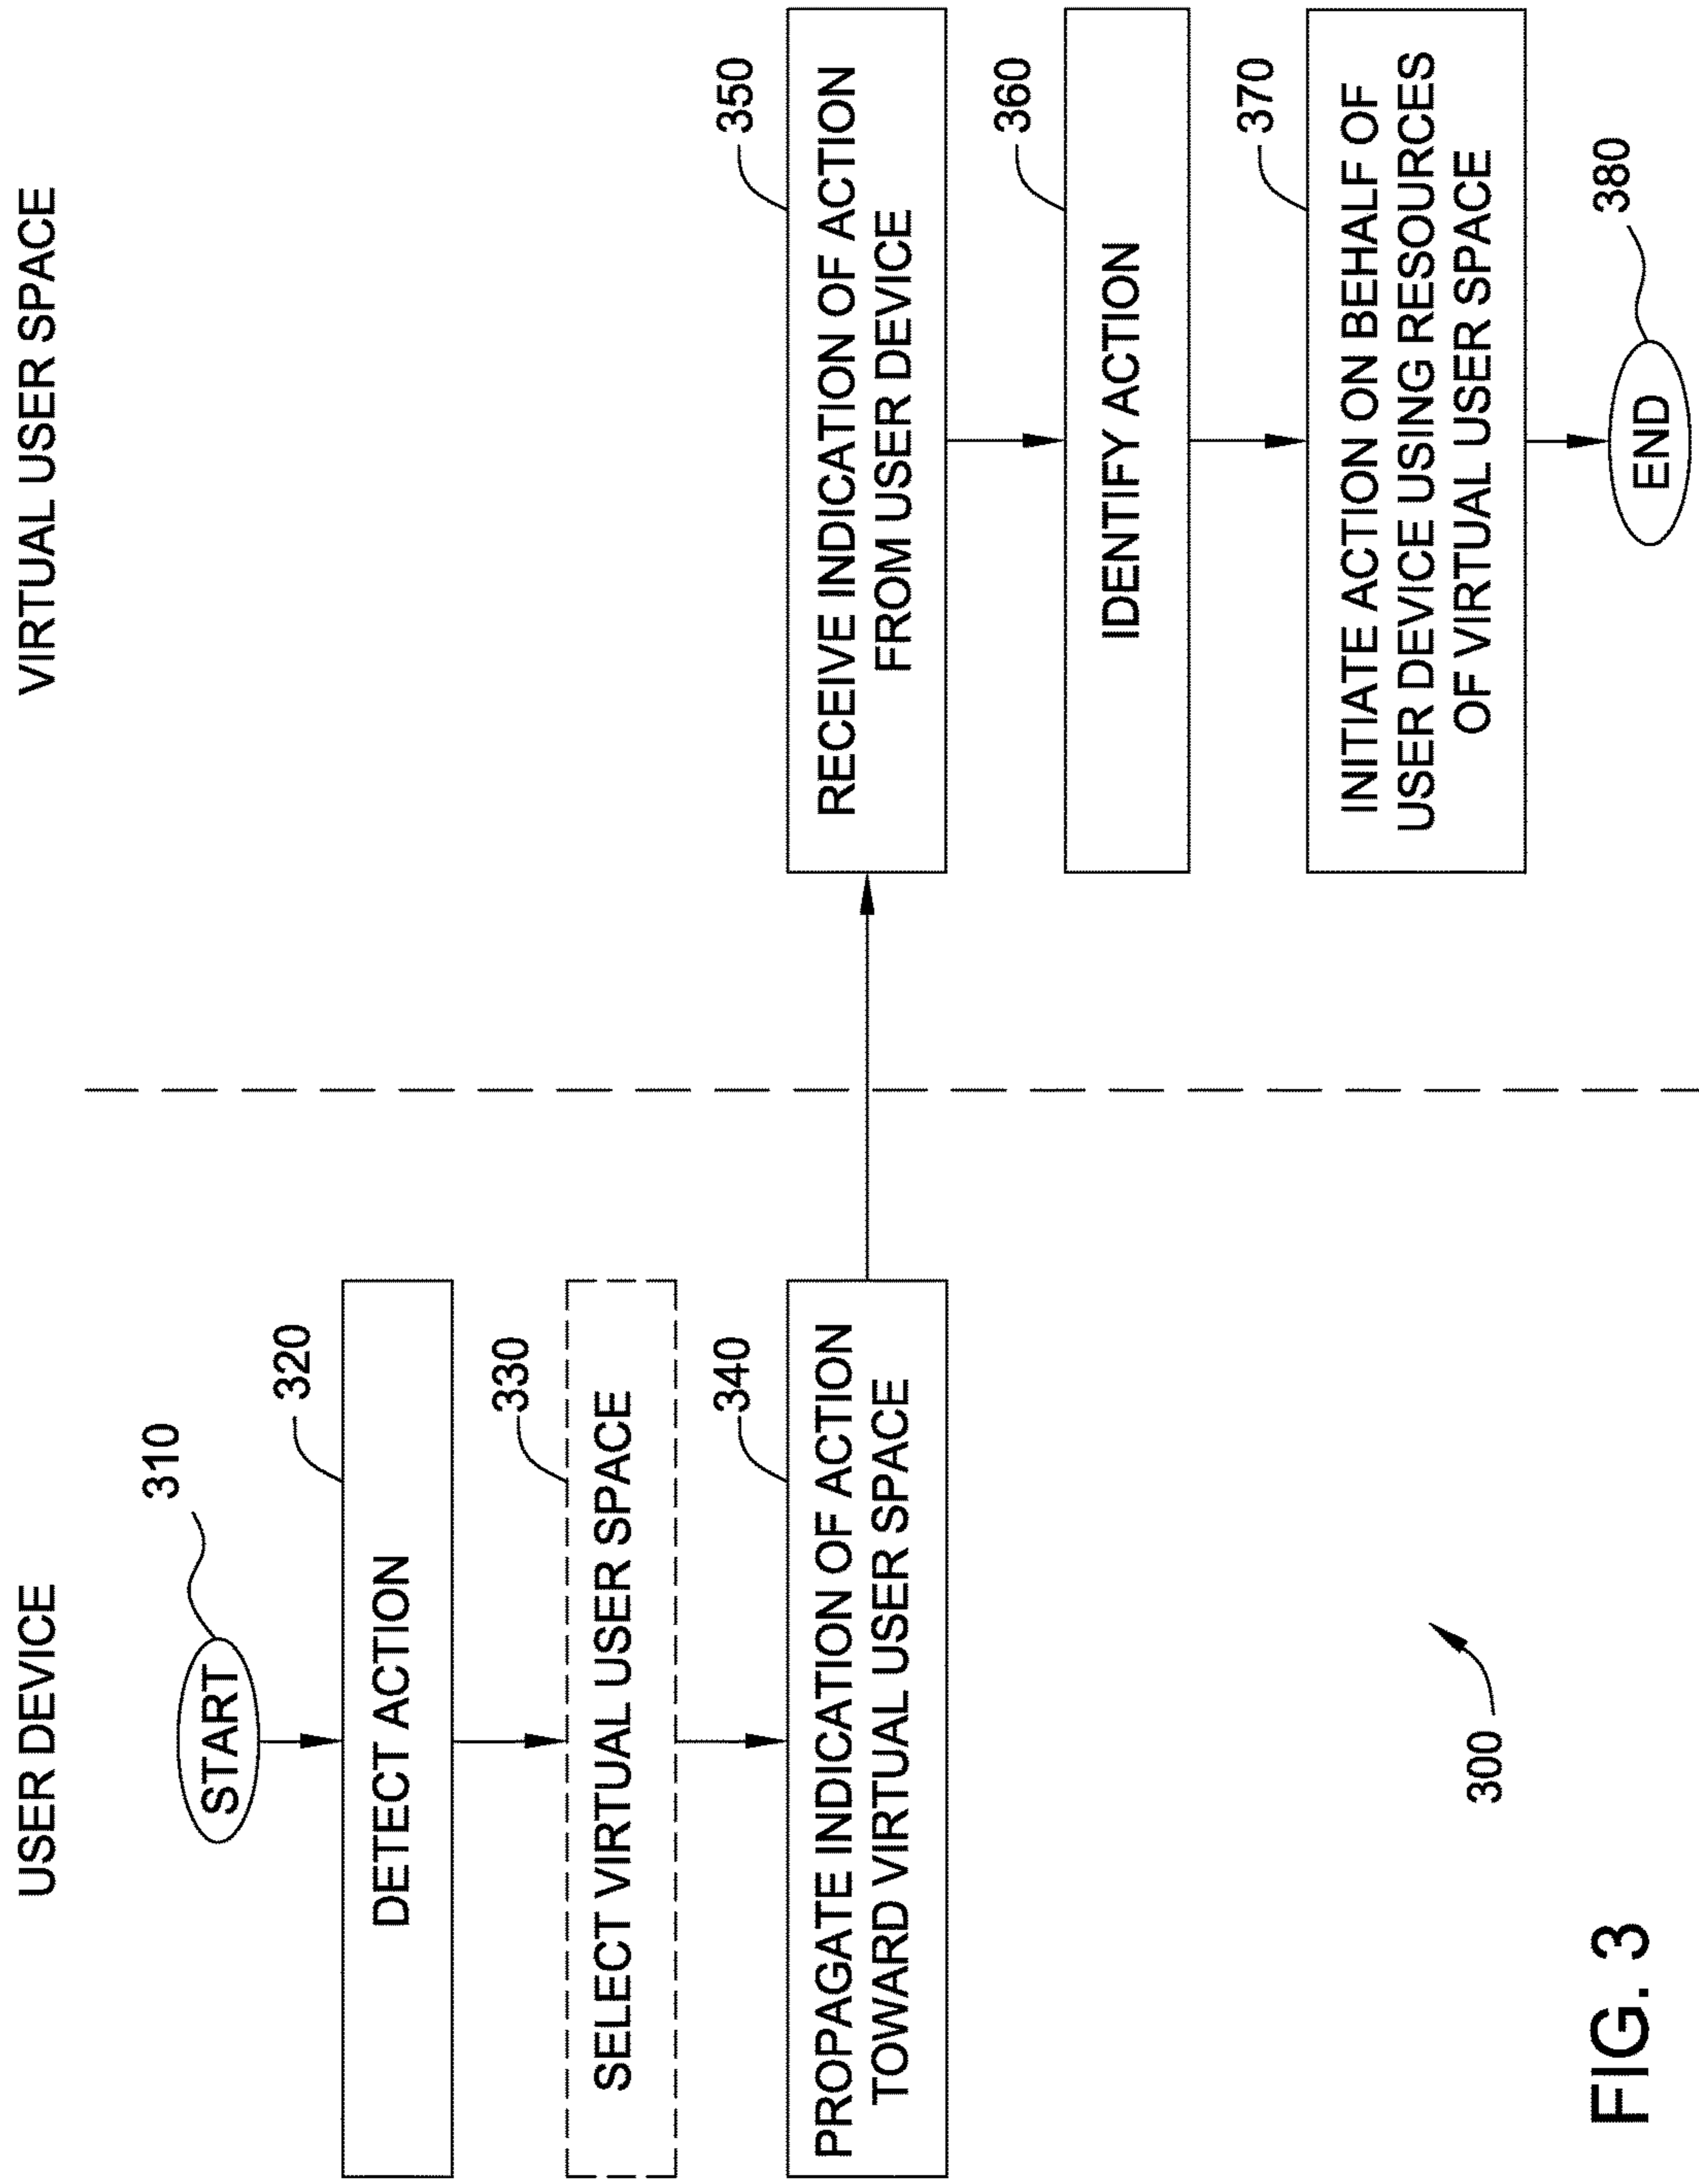 USER DEVICE
VIRTUAL USER SPACE
310
START
320
DETECT ACTION
330
SELECT VIRTUAL USER SPACE
340
PROPAGATE INDICATION OF ACTION
TOWARD VIRTUAL USER SPACE
350
RECEIVE INDICATION OF ACTION
FROM USER DEVICE
360
IDENTIFY ACTION
370
INITIATE ACTION ON BEHALF OF
USER DEVICE USING RESOURCES
OF VIRTUAL USER SPACE
380
END
300
FIG. 3